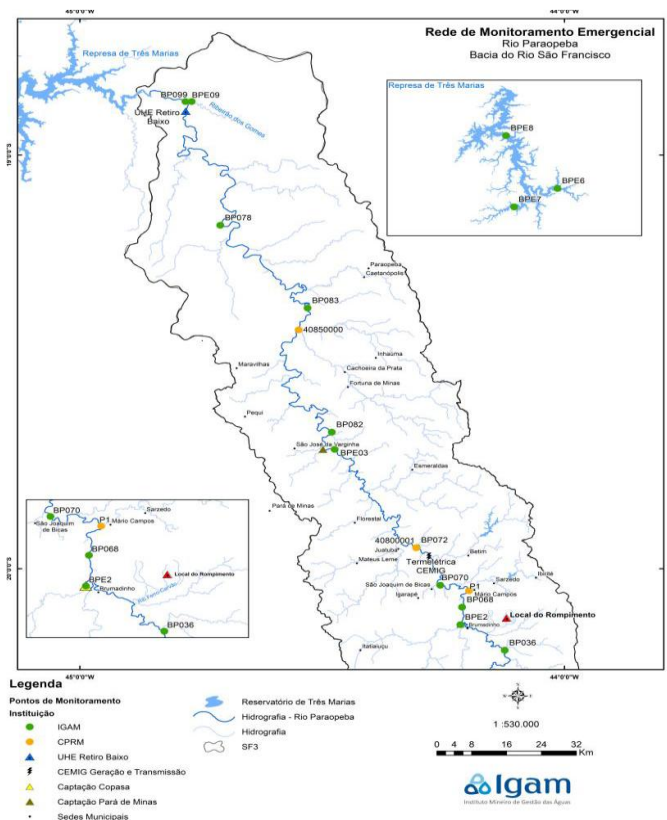 45°0'0"W
44°0'0"W
Rede de Monitoramento Emergencial
Rio Paraopeba
Bacia do Rio São Francisco
Represa de Três Marias
Represa de Três Marias
BP099
BPE09
Ribeirão dos Gomes
UHE Retiro
Baixo
BPE8
BPE6
BPE7
BP078
Paraopeba
Caetanópolis
BP083
40850000
Inhaúma
Maravilhas
Cachoeira da Prata
Fortuna de Minas
Pequi
BP082
São José da Varginha
BPE03
Esmeraldas
Pará de Minas
Florestal
40800001
BP072
Juatuba
Betim
Termelétrica
CEMIG
Mateus Leme
Ibirité
BP070
São Joaquim de Bicas
P1
Sarzedo
Igarapé
Mário Campos
BP068
Local do Rompimento
BPE2
Brumadinho
BP036
Itatiaiuçu
BP070
Sarzedo
São Joaquim
de Bicas
P1
Mário Campos
BP068
Local do Rompimento
BPE2
Brumadinho
BP036
45°0'0"W
44°0'0"W
Legenda
Pontos de Monitoramento
Instituição
IGAM
CPRM
UHE Retiro Baixo
CEMIG Geração e Transmissão
Captação Copasa
Captação Pará de Minas
Sedes Municipais
Reservatório de Três Marias
Hidrografia - Rio Paraopeba
Hidrografia
SF3
1 :530.000
0 4 8 16 24 32
Km
Igam
Instituto Mineiro de Gestão das Águas